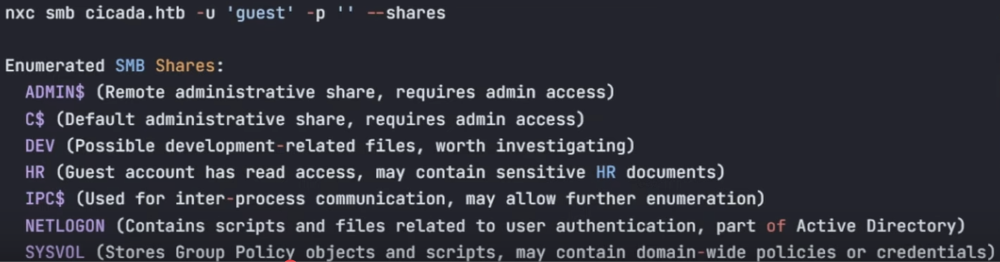 nxc smb cicada.htb -u 'guest' -p '' --shares
Enumerated SMB Shares:
ADMIN$ (Remote administrative share, requires admin access)
C$ (Default administrative share, requires admin access)
DEV (Possible development-related files, worth investigating)
HR (Guest account has read access, may contain sensitive HR documents)
IPC$ (Used for inter-process communication, may allow further enumeration)
NETLOGON (Contains scripts and files related to user authentication, part of Active Directory)
SYSVOL (Stores Group Policy objects and scripts, may contain domain-wide policies or credentials)